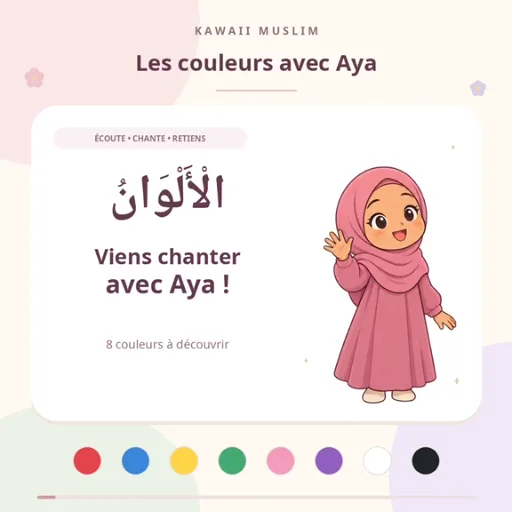 KAWAII MUSLIM
Les couleurs avec Aya
ÉCOUTE • CHANTE • RETIENS
الْأَلْوَانُ
Viens chanter
avec Aya !
8 couleurs à découvrir